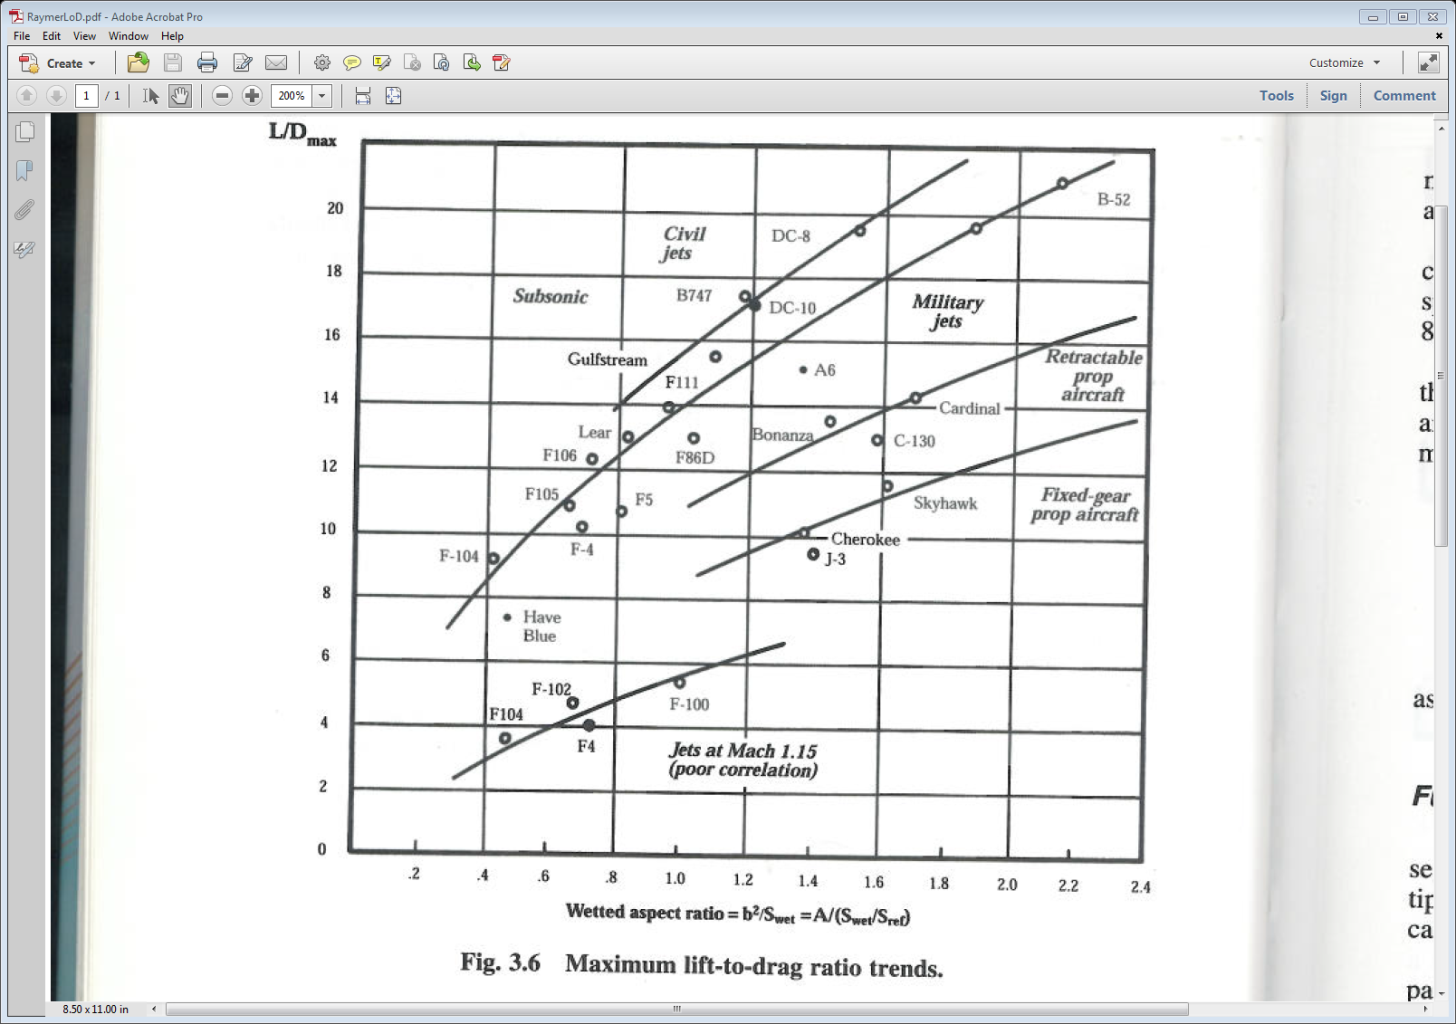 RaymerLoD.pdf - Adobe Acrobat Pro
File Edit View Window Help
Create
Customize
1 / 1
200%
Tools Sign Comment
L/Dmax
20
18
16
14
12
10
8
6
4
2
0
B-52
Civil
jets
DC-8
Subsonic
B747
DC-10
Military
jets
Gulfstream
F111
A6
Retractable
prop
aircraft
Cardinal
Lear
Bonanza
C-130
F106
F86D
F105
F5
Skyhawk
Fixed-gear
prop aircraft
F-4
Cherokee
F-104
J-3
Have
Blue
F-102
F-100
F104
F4
Jets at Mach 1.15
(poor correlation)
.2 .4 .6 .8 1.0 1.2 1.4 1.6 1.8 2.0 2.2 2.4
Wetted aspect ratio = b²/Swet = A/(Swet/Sref)
Fig. 3.6 Maximum lift-to-drag ratio trends.
8.50 x 11.00 in